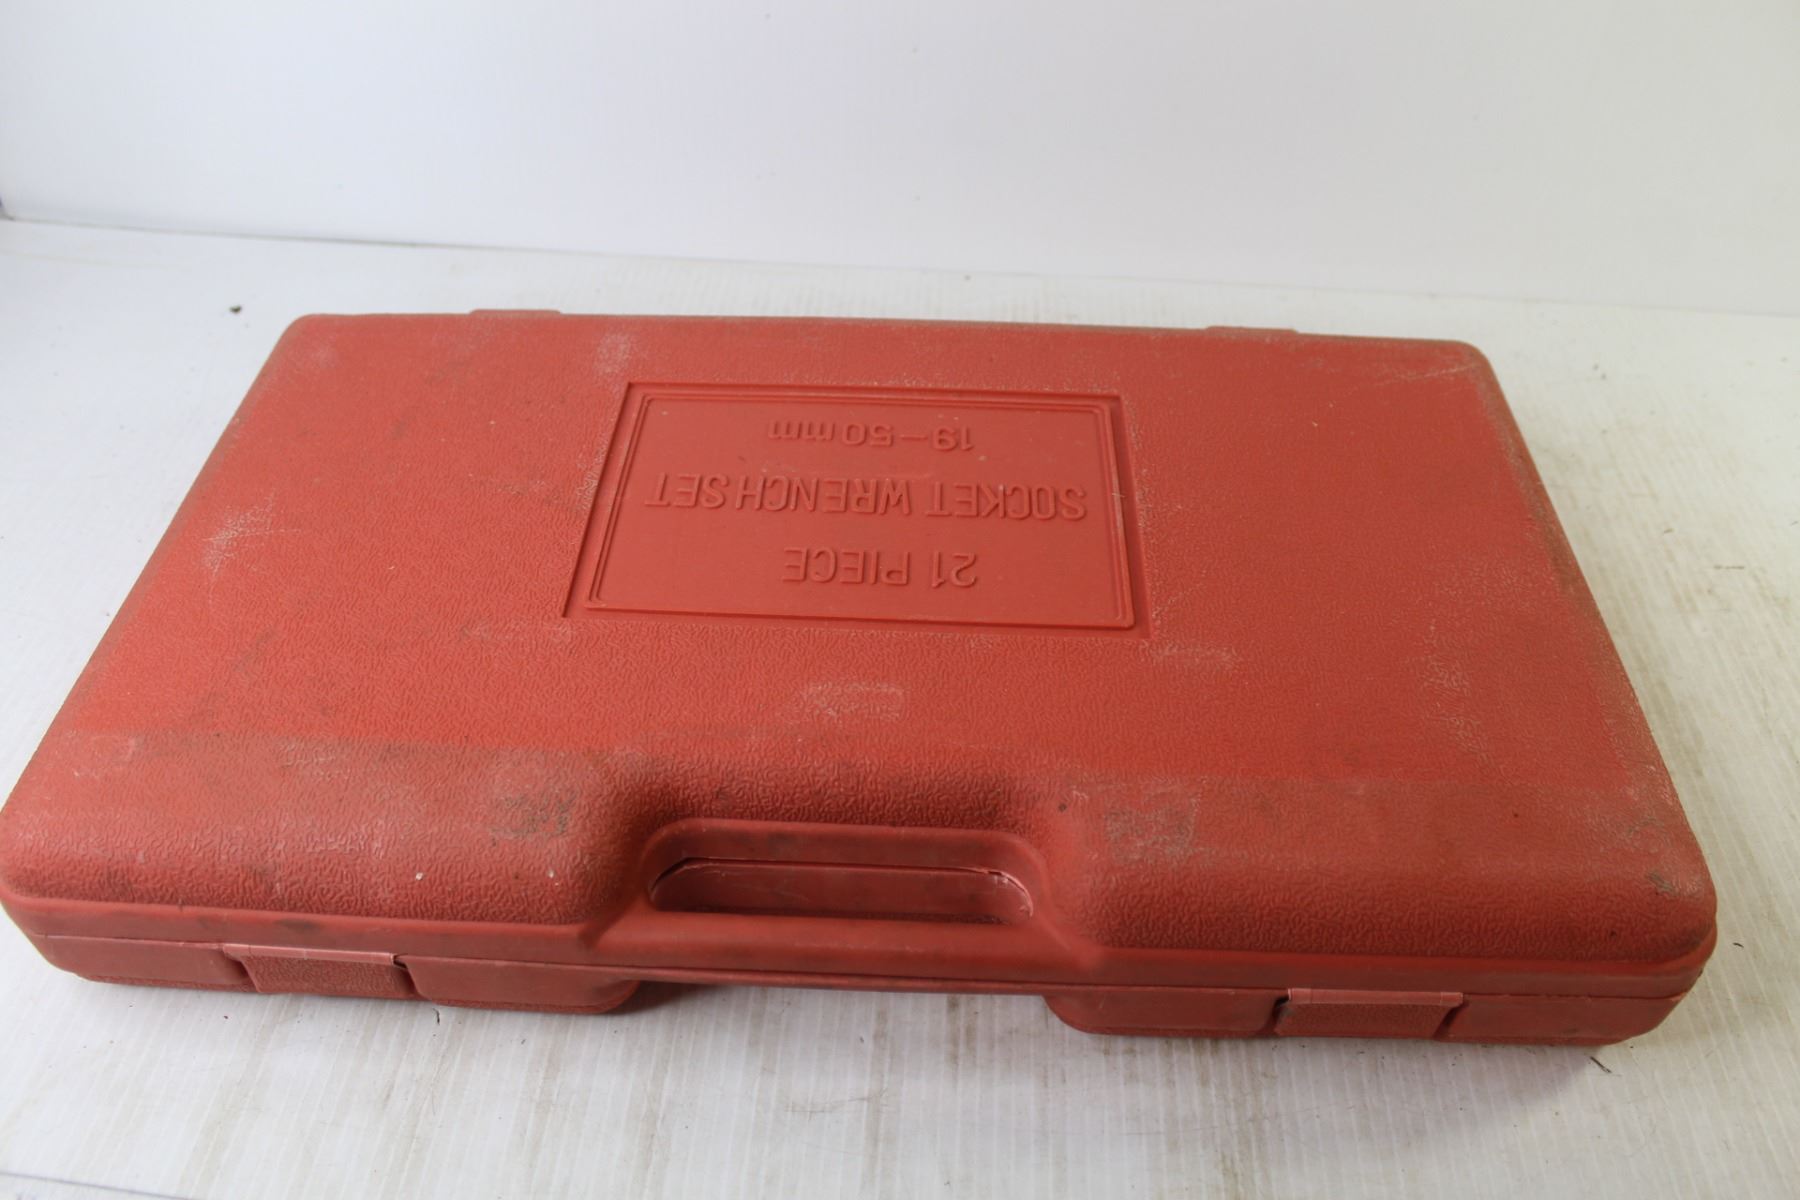 21 PIECE
SOCKET WRENCH SET
19-50mm